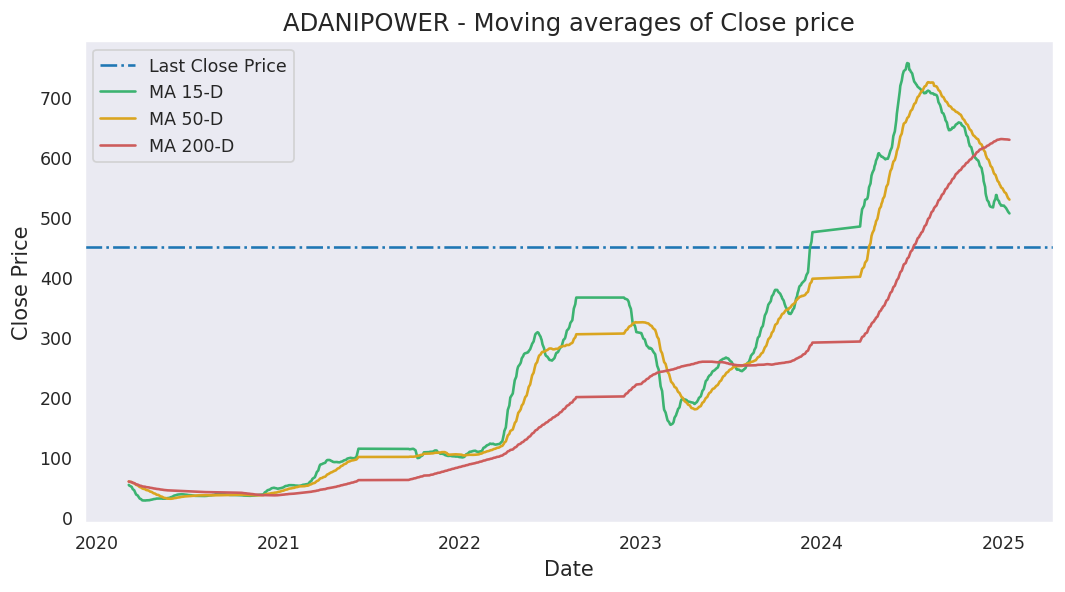 ADANIPOWER - Moving averages of Close price
Last Close Price
MA 15-D
MA 50-D
MA 200-D
Close Price
700
600
500
400
300
200
100
0
2020 2021 2022 2023 2024 2025
Date